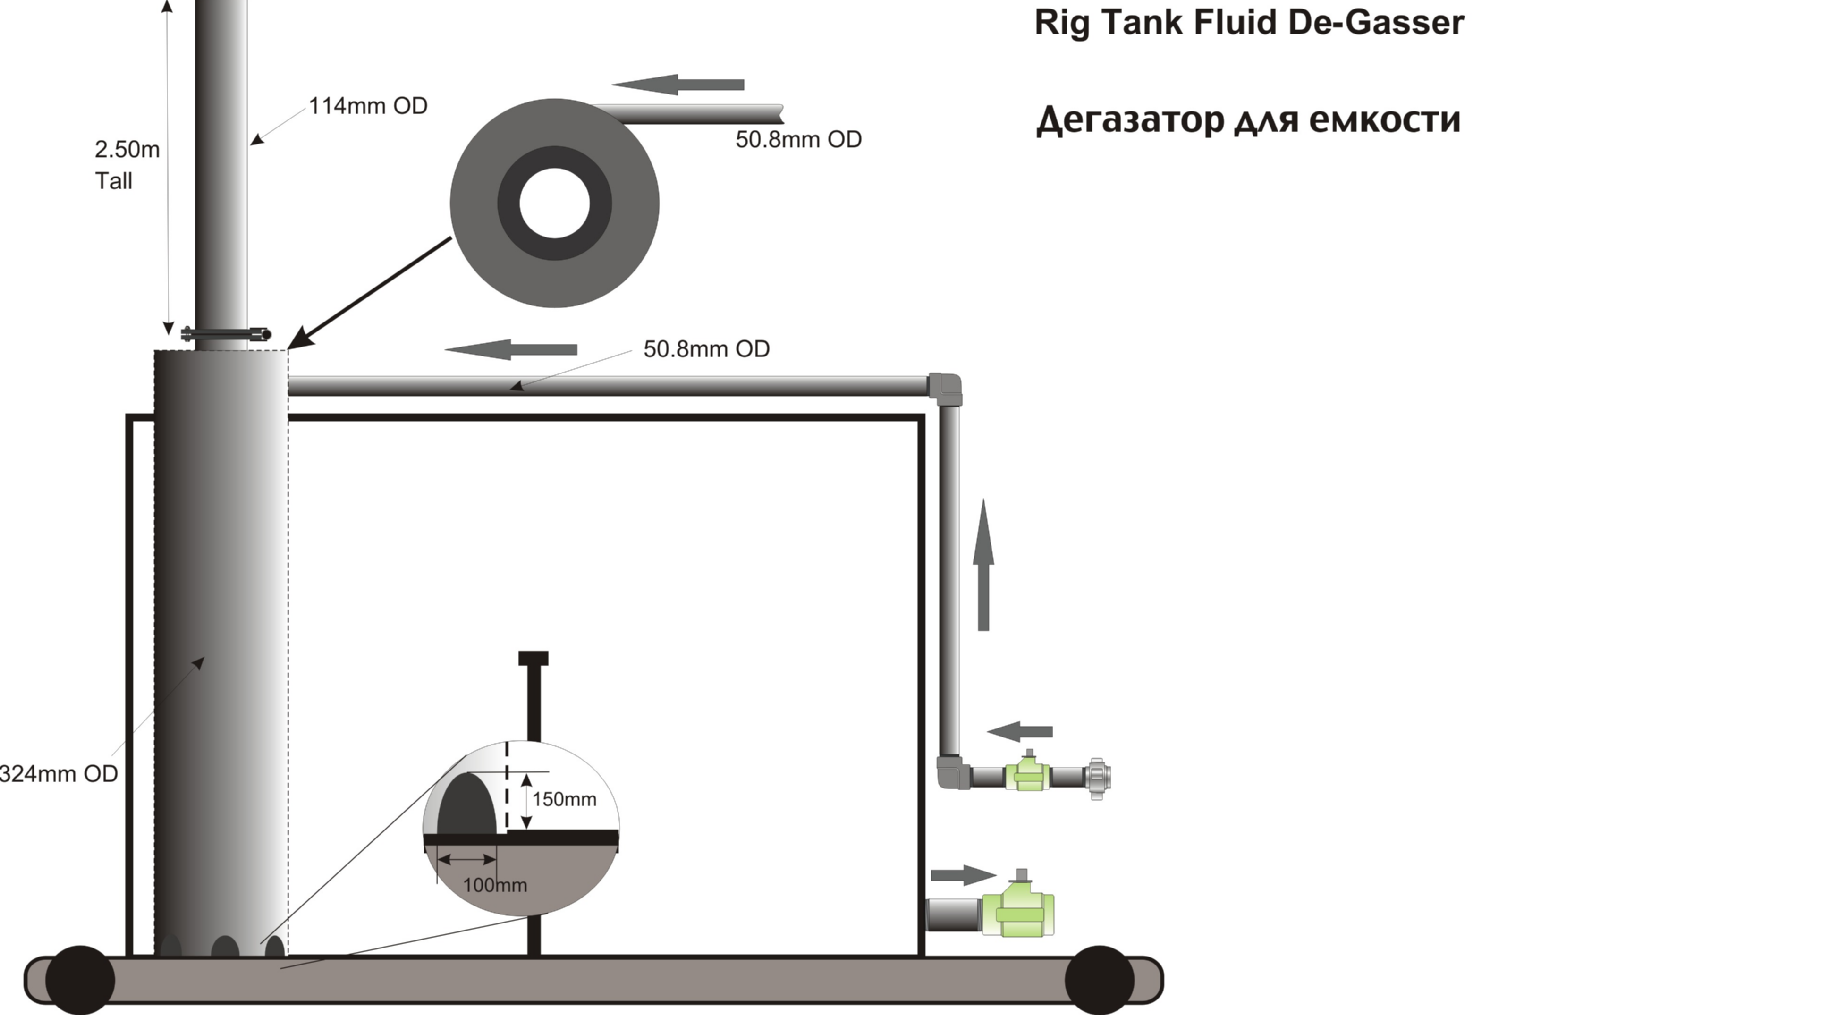 Rig Tank Fluid De-Gasser
Дегазатор для емкости
114mm OD
2.50m
Tall
50.8mm OD
50.8mm OD
324mm OD
150mm
100mm